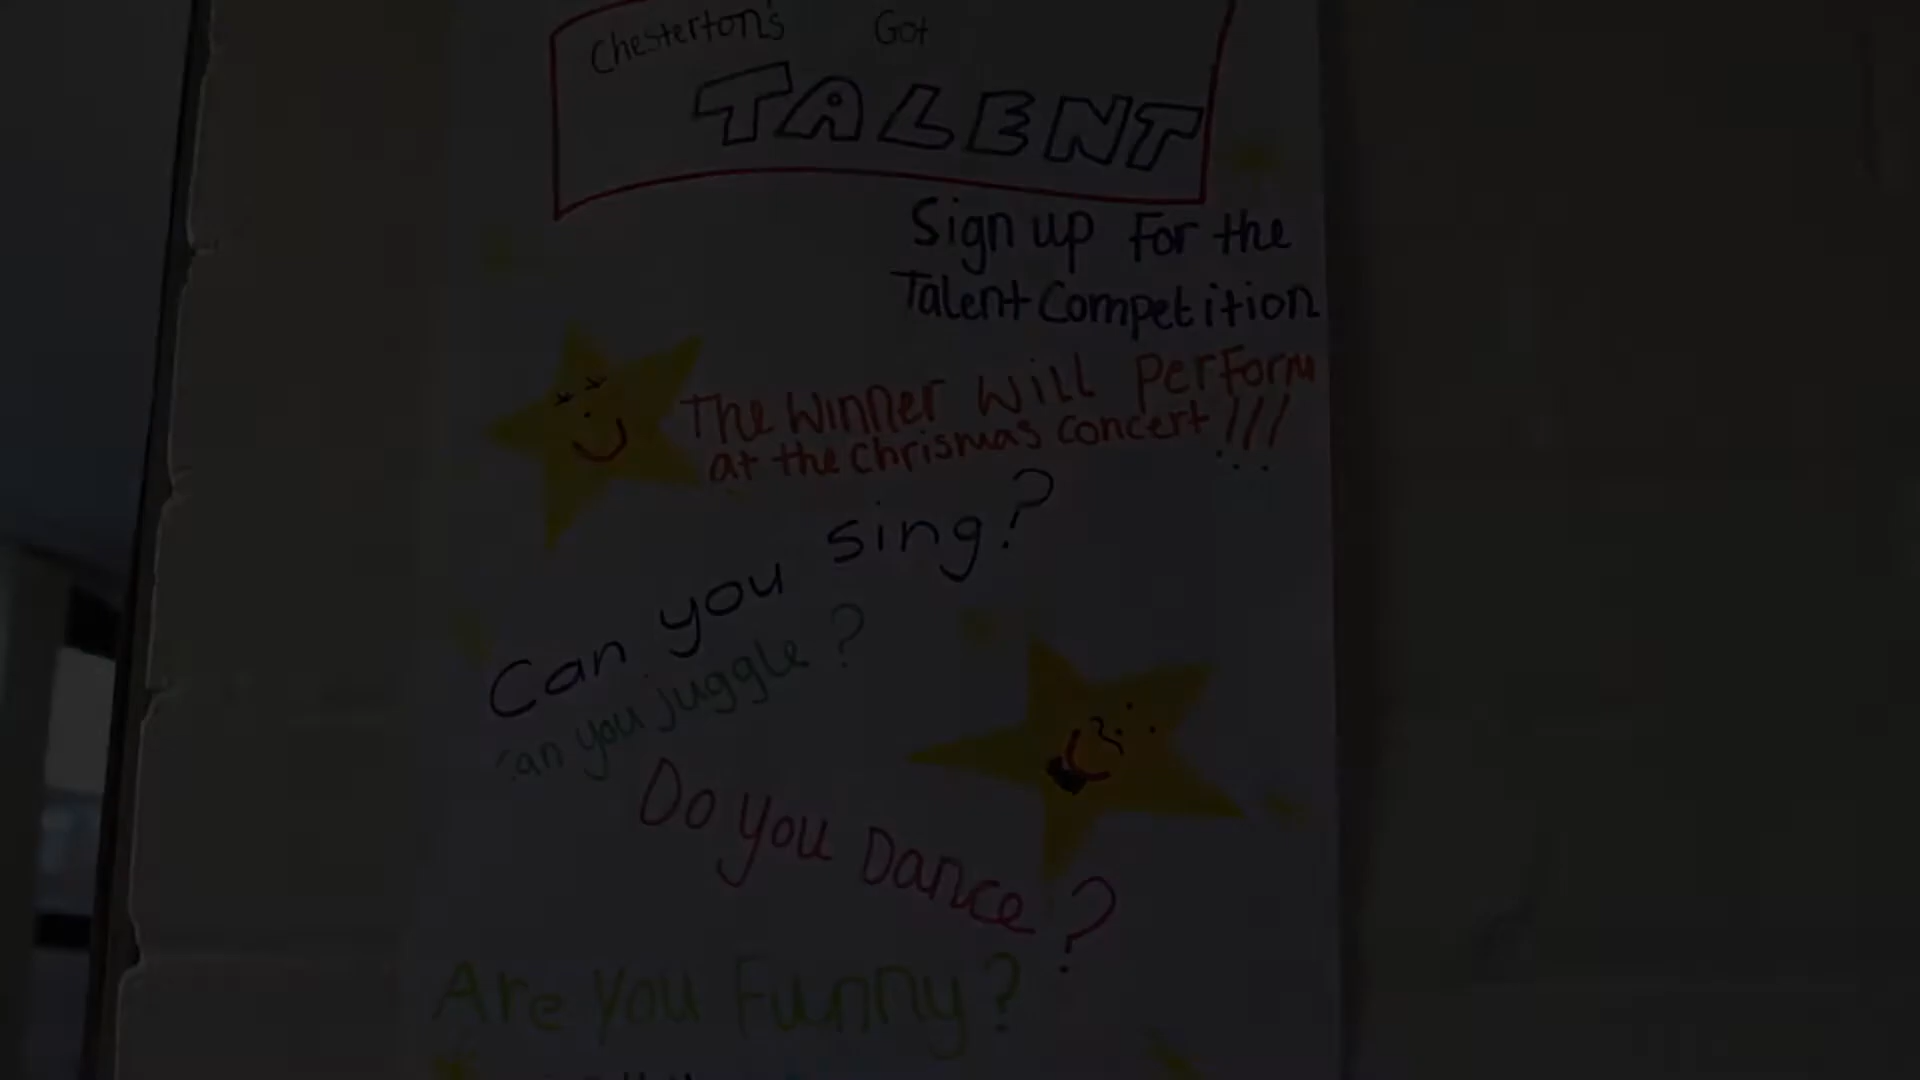 Chesterton's Got
TALENT
Sign up For the
Talent Competition
The Winner will perform
at the Chrismas concert!!!
Can you sing?
Can you juggle?
Do you Dance?
Are you Funny?